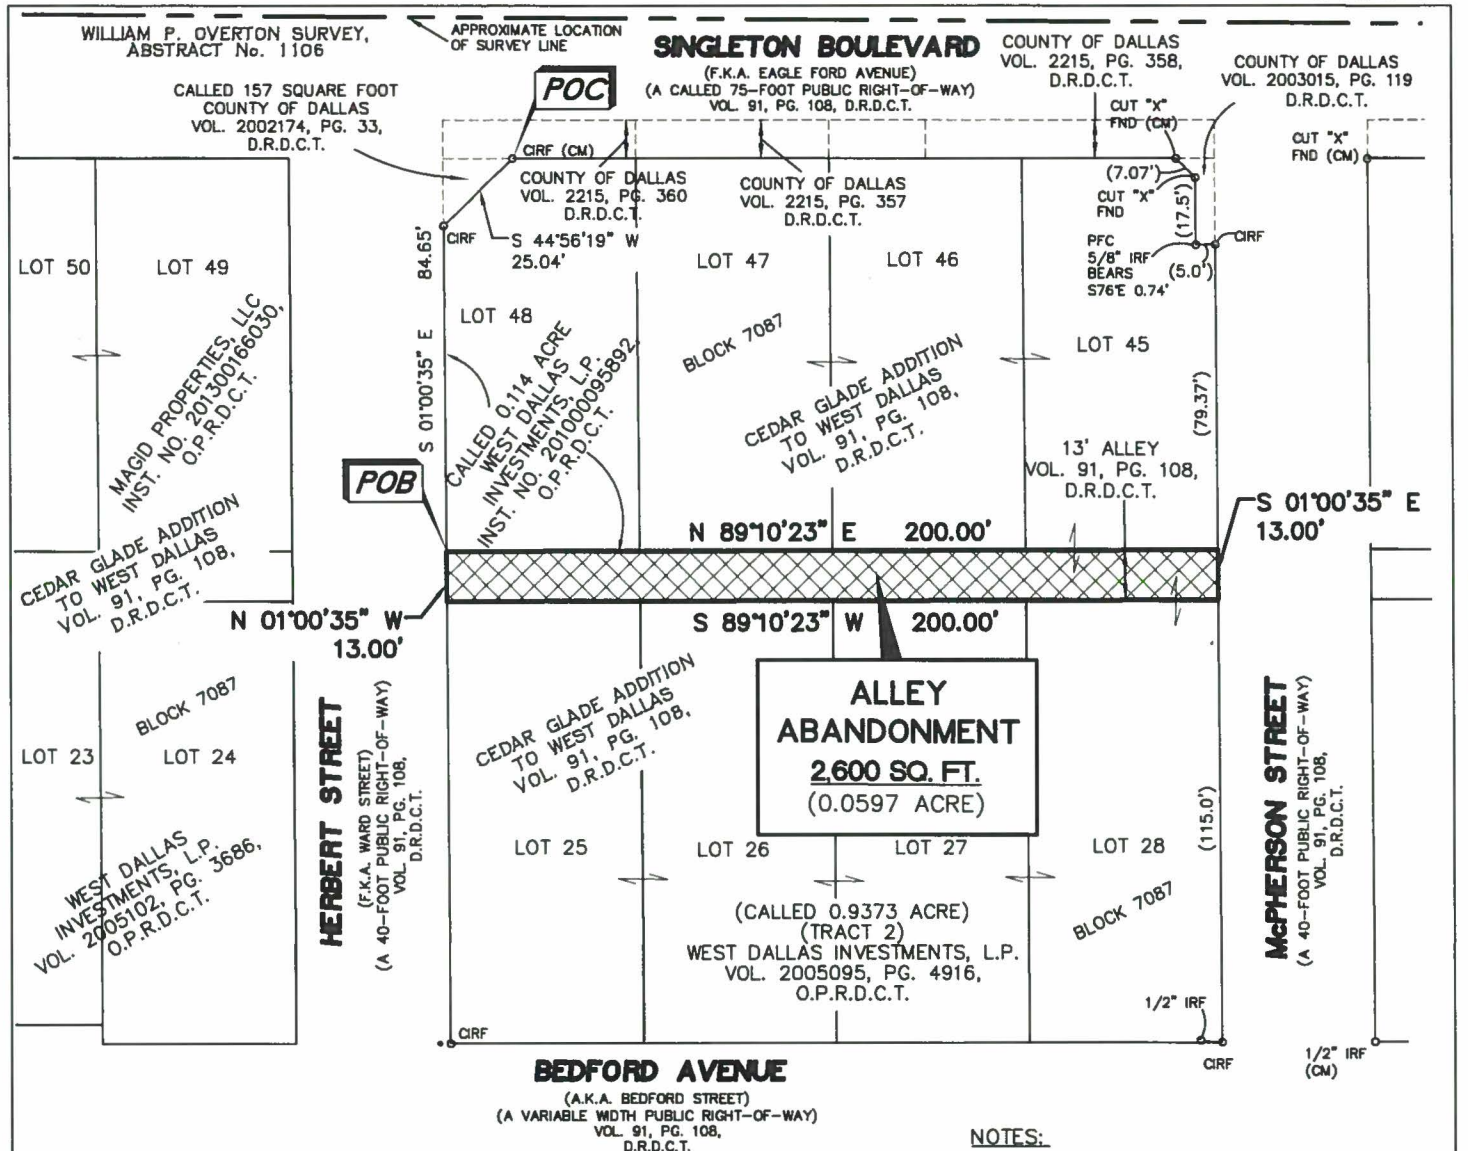 WILLIAM P. OVERTON SURVEY,
ABSTRACT No. 1106
APPROXIMATE LOCATION
OF SURVEY LINE
SINGLETON BOULEVARD
(F.K.A. EAGLE FORD AVENUE)
(A CALLED 75-FOOT PUBLIC RIGHT-OF-WAY)
VOL. 91, PG. 108, D.R.D.C.T.
COUNTY OF DALLAS
VOL. 2215, PG. 358,
D.R.D.C.T.
COUNTY OF DALLAS
VOL. 2003015, PG. 119
D.R.D.C.T.
CALLED 157 SQUARE FOOT
COUNTY OF DALLAS
VOL. 2002174, PG. 33,
D.R.D.C.T.
POC
CUT "X"
FND (CM)
CUT "X"
FND (CM)
CIRF (CM)
COUNTY OF DALLAS
VOL. 2215, PG. 360
D.R.D.C.T.
COUNTY OF DALLAS
VOL. 2215, PG. 357
D.R.D.C.T.
(7.07')
CUT "X"
FND
(17.5')
CIRF
S 44°56'19" W
25.04'
PFC
5/8" IRF
BEARS
S76°E 0.74'
(5.0')
CIRF
LOT 50
LOT 49
84.65'
S 01°00'35" E
LOT 48
LOT 47
LOT 46
LOT 45
BLOCK 7087
MAGID PROPERTIES, LLC
INST. NO. 201300166030,
O.P.R.D.C.T.
CALLED 0.114 ACRE
WEST DALLAS
INVESTMENTS, L.P.
INST. NO. 201000095892,
O.P.R.D.C.T.
CEDAR GLADE ADDITION
TO WEST DALLAS
VOL. 91, PG. 108,
D.R.D.C.T.
(79.37')
13' ALLEY
VOL. 91, PG. 108,
D.R.D.C.T.
POB
CEDAR GLADE ADDITION
TO WEST DALLAS
VOL. 91, PG. 108,
D.R.D.C.T.
N 89°10'23" E 200.00'
S 01°00'35" E
13.00'
N 01°00'35" W
13.00'
S 89°10'23" W 200.00'
ALLEY
ABANDONMENT
2,600 SQ. FT.
(0.0597 ACRE)
CEDAR GLADE ADDITION
TO WEST DALLAS
VOL. 91, PG. 108,
D.R.D.C.T.
BLOCK 7087
LOT 23
LOT 24
WEST DALLAS
INVESTMENTS, L.P.
VOL. 2005102, PG. 3686,
O.P.R.D.C.T.
HERBERT STREET
(F.K.A. WARD STREET)
(A 40-FOOT PUBLIC RIGHT-OF-WAY)
VOL. 91, PG. 108,
D.R.D.C.T.
LOT 25
LOT 26
LOT 27
LOT 28
(115.0')
BLOCK 7087
(CALLED 0.9373 ACRE)
(TRACT 2)
WEST DALLAS INVESTMENTS, L.P.
VOL. 2005095, PG. 4916,
O.P.R.D.C.T.
McPHERSON STREET
(A 40-FOOT PUBLIC RIGHT-OF-WAY)
VOL. 91, PG. 108,
D.R.D.C.T.
1/2" IRF
CIRF
CIRF
1/2" IRF
(CM)
BEDFORD AVENUE
(A.K.A. BEDFORD STREET)
(A VARIABLE WIDTH PUBLIC RIGHT-OF-WAY)
VOL. 91, PG. 108,
D.R.D.C.T.
NOTES: